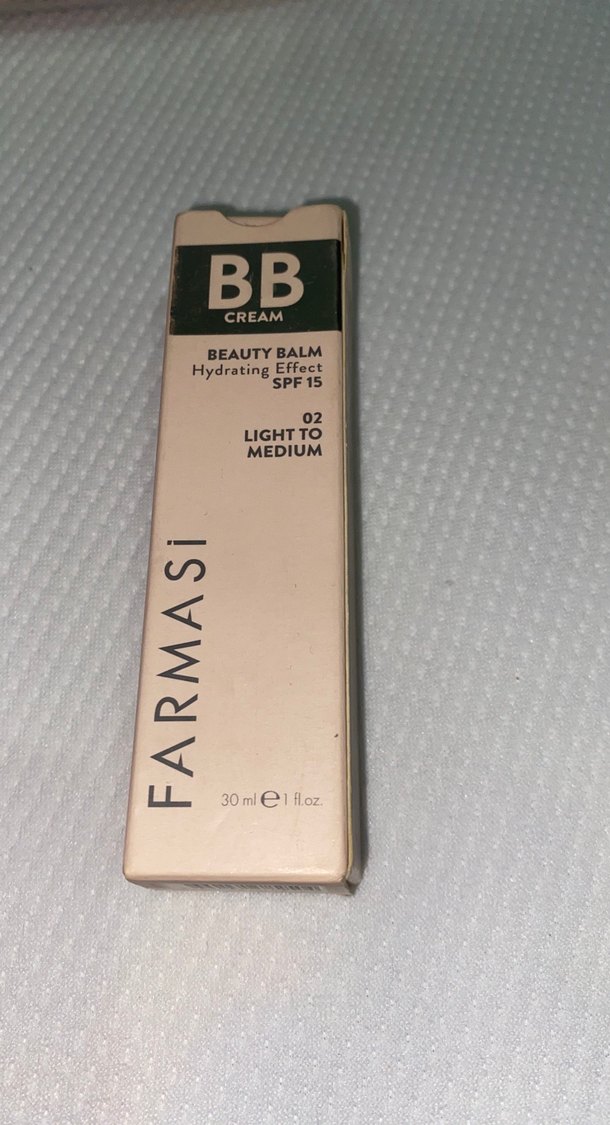 BB
CREAM
BEAUTY BALM
Hydrating Effect
SPF 15
02
LIGHT TO
MEDIUM
FARMASi
30 ml ℮ 1 fl.oz.